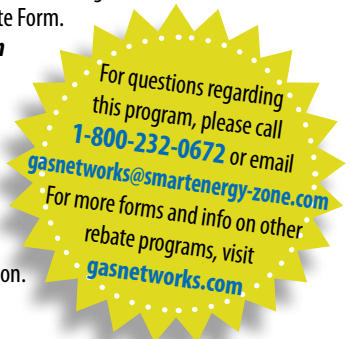 te Form.
For questions regarding
this program, please call
1-800-232-0672 or email
gasnetworks@smartenergy-zone.com
For more forms and info on other
rebate programs, visit
gasnetworks.com
on.